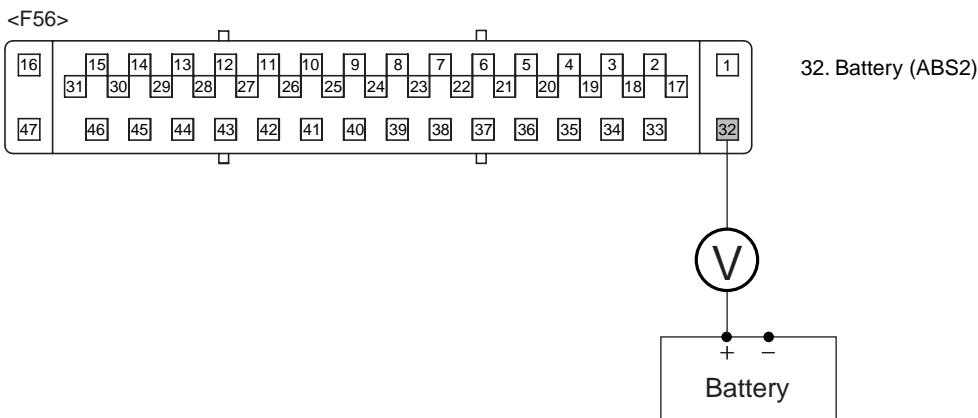 <F56>
16 15 14 13 12 11 10 9 8 7 6 5 4 3 2 1 32. Battery (ABS2)
31 30 29 28 27 26 25 24 23 22 21 20 19 18 17
47 46 45 44 43 42 41 40 39 38 37 36 35 34 33 32
V
+ −
Battery